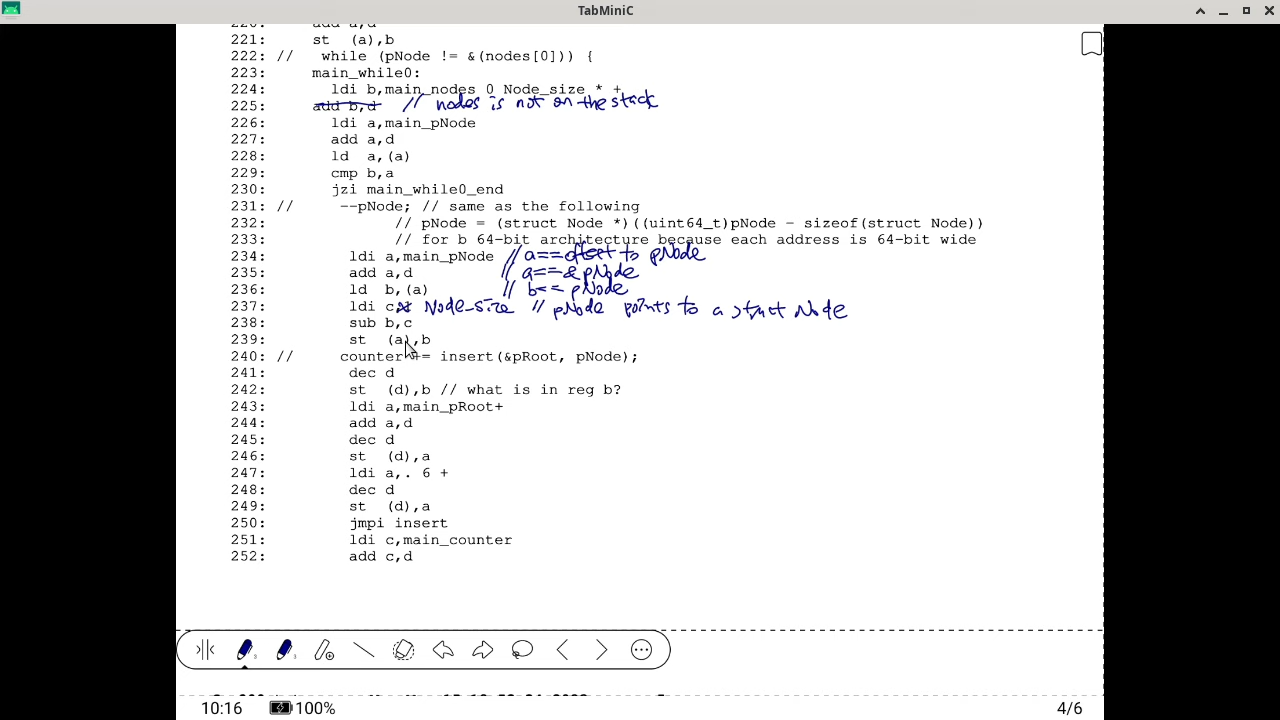 TabMiniC
220: add a,d
221: st (a),b
222: // while (pNode != &(nodes[0])) {
223: main_while0:
224: ldi b,main_nodes 0 Node_size * +
225: add b,d // nodes is not on the stack
226: ldi a,main_pNode
227: add a,d
228: ld a,(a)
229: cmp b,a
230: jzi main_while0_end
231: // --pNode; // same as the following
232: // pNode = (struct Node *)((uint64_t)pNode - sizeof(struct Node))
233: // for b 64-bit architecture because each address is 64-bit wide
234: ldi a,main_pNode // a==offset to pNode
235: add a,d // a==&pNode
236: ld b,(a) // b== pNode
237: ldi c, Node_size // pNode points to a struct Node
238: sub b,c
239: st (a),b
240: // counter += insert(&pRoot, pNode);
241: dec d
242: st (d),b // what is in reg b?
243: ldi a,main_pRoot+
244: add a,d
245: dec d
246: st (d),a
247: ldi a,. 6 +
248: dec d
249: st (d),a
250: jmpi insert
251: ldi c,main_counter
252: add c,d
10:16 100% 4/6